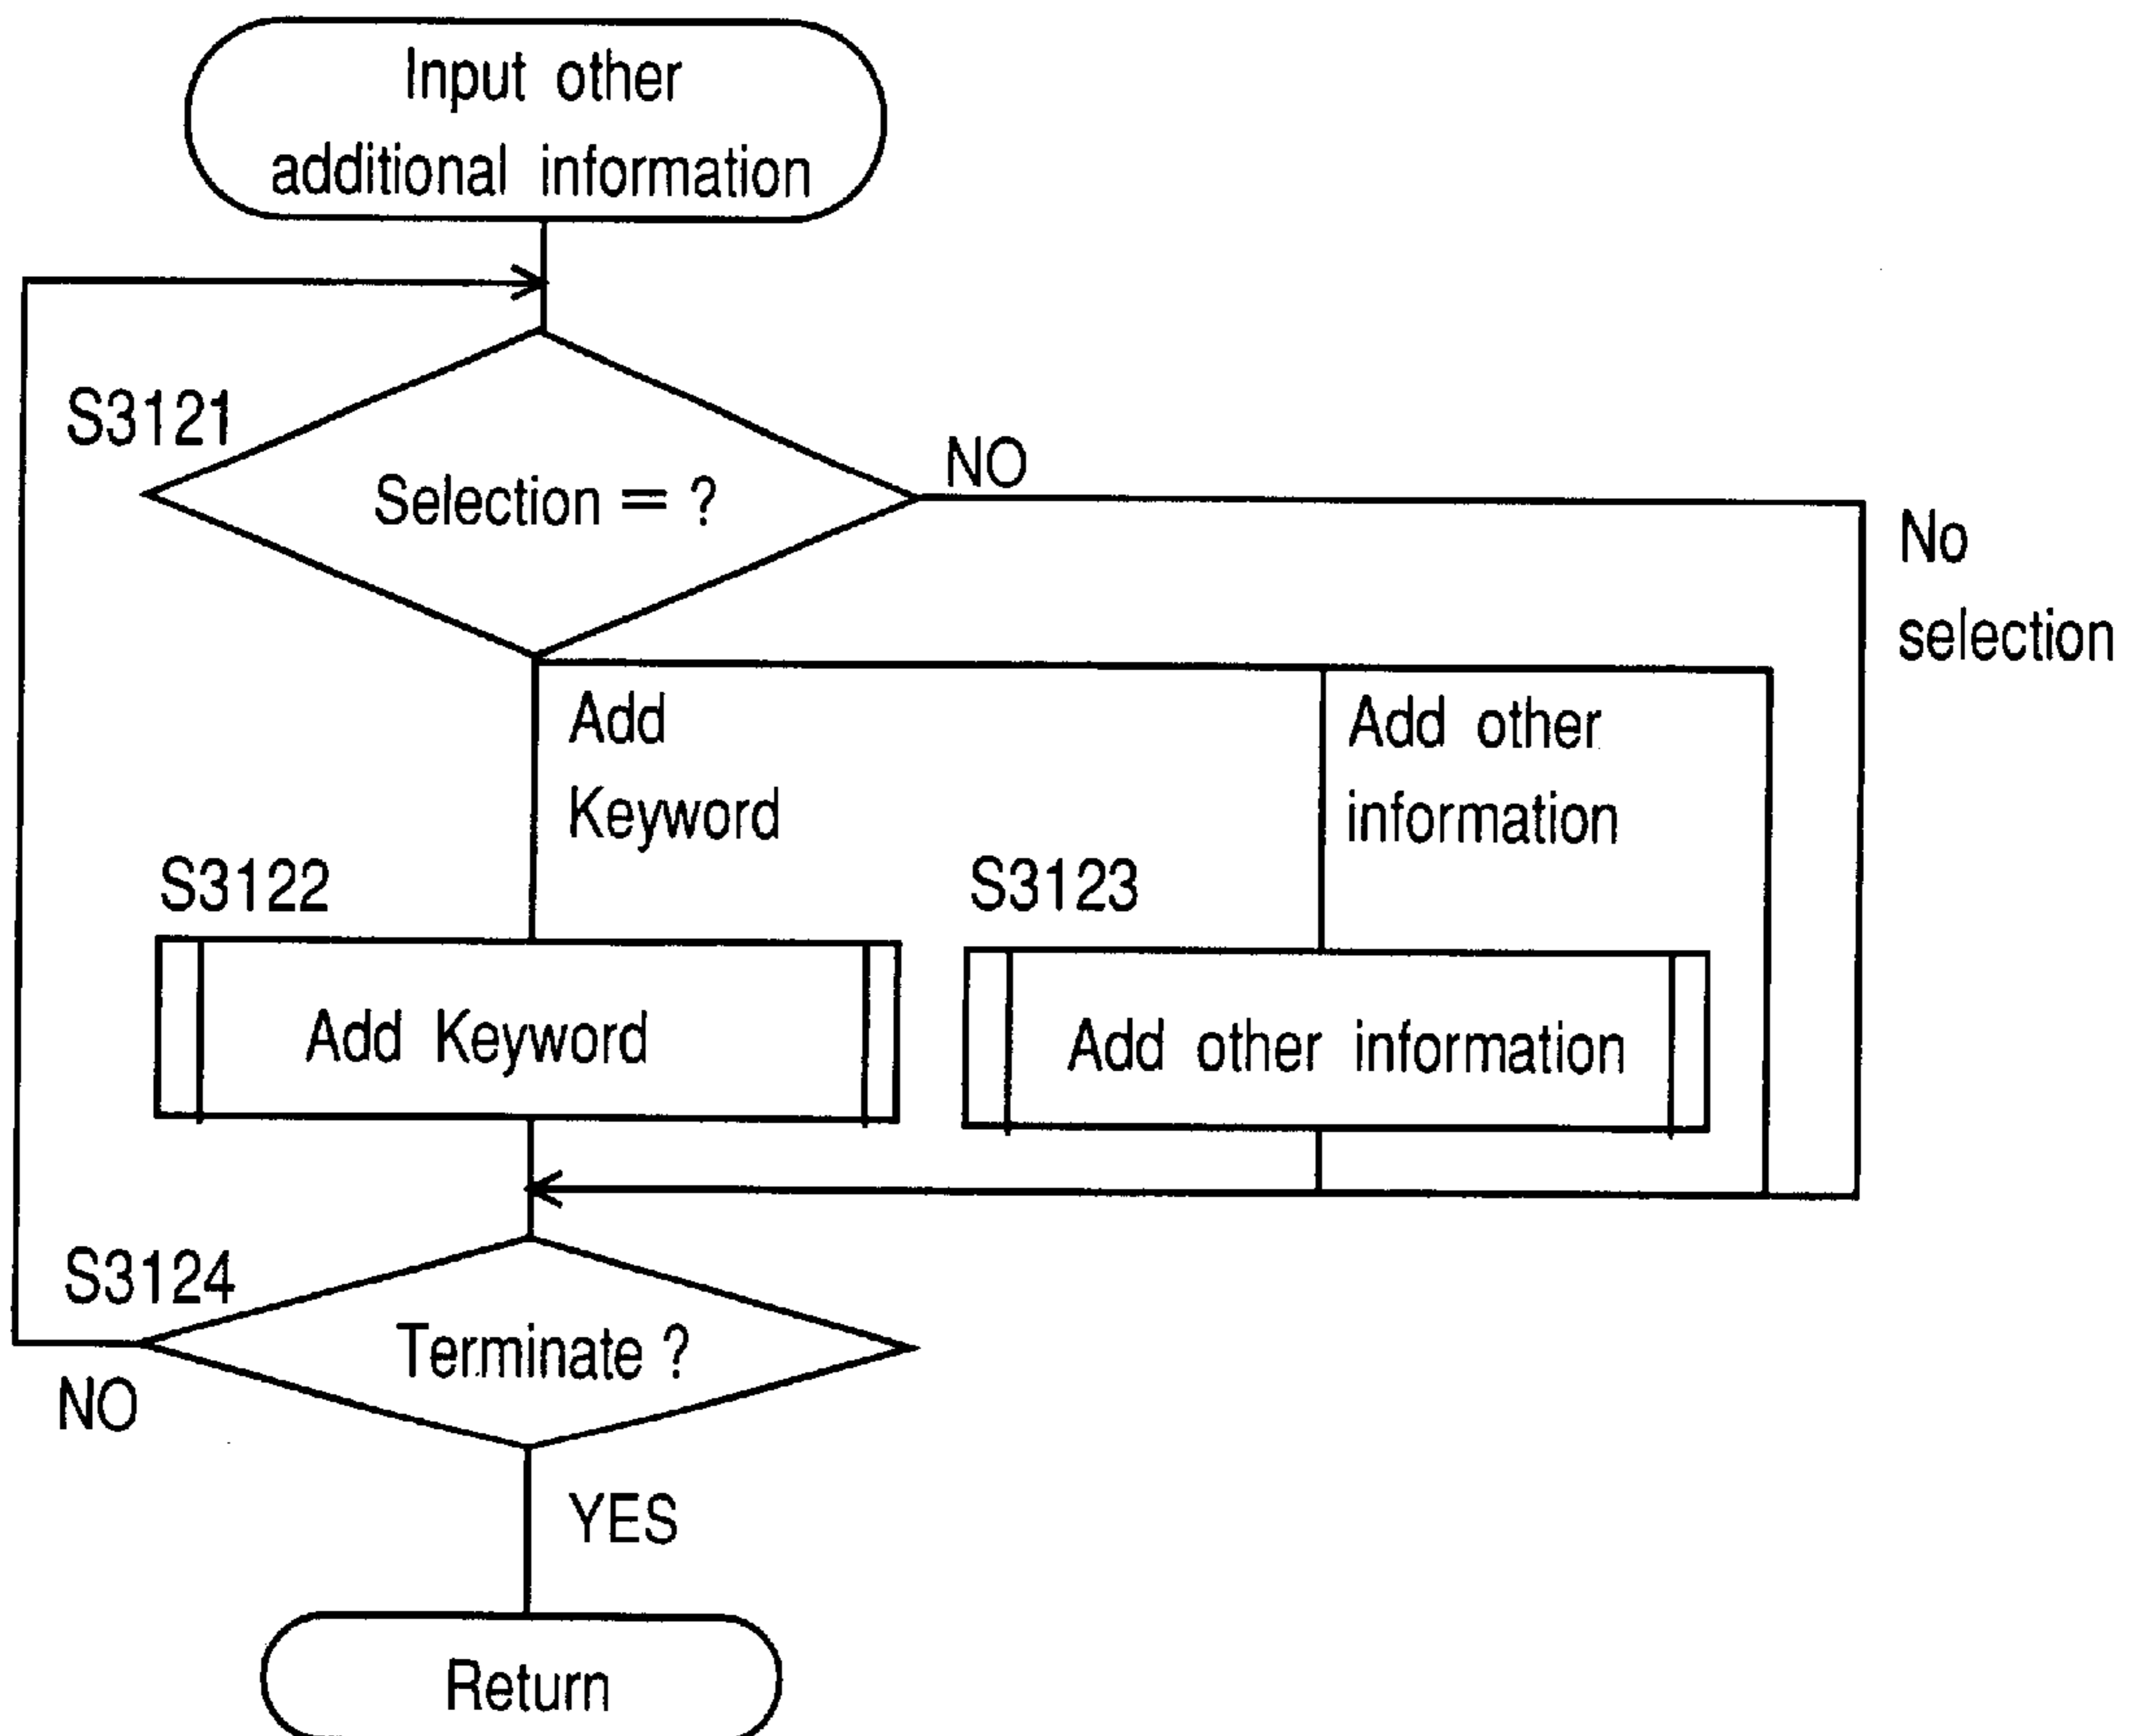 Input other
additional information
S3121
Selection = ?
NO
No
selection
Add
Keyword
Add other
information
S3122
S3123
Add Keyword
Add other information
S3124
Terminate ?
NO
YES
Return